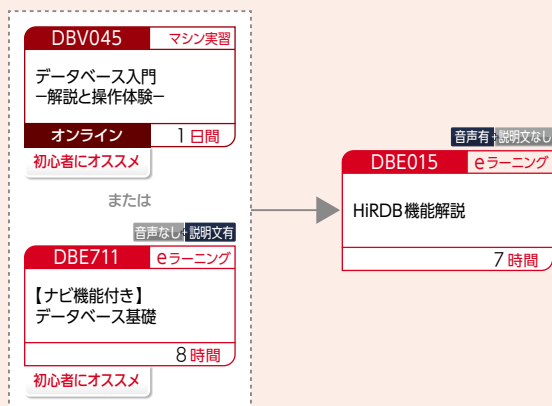 DBV045 マシン実習
データベース入門
−解説と操作体験−
オンライン 1日間
初心者にオススメ
または
音声なし 説明文有
DBE711 eラーニング
【ナビ機能付き】
データベース基礎
8時間
初心者にオススメ
音声有 説明文なし
DBE015 eラーニング
HiRDB機能解説
7時間